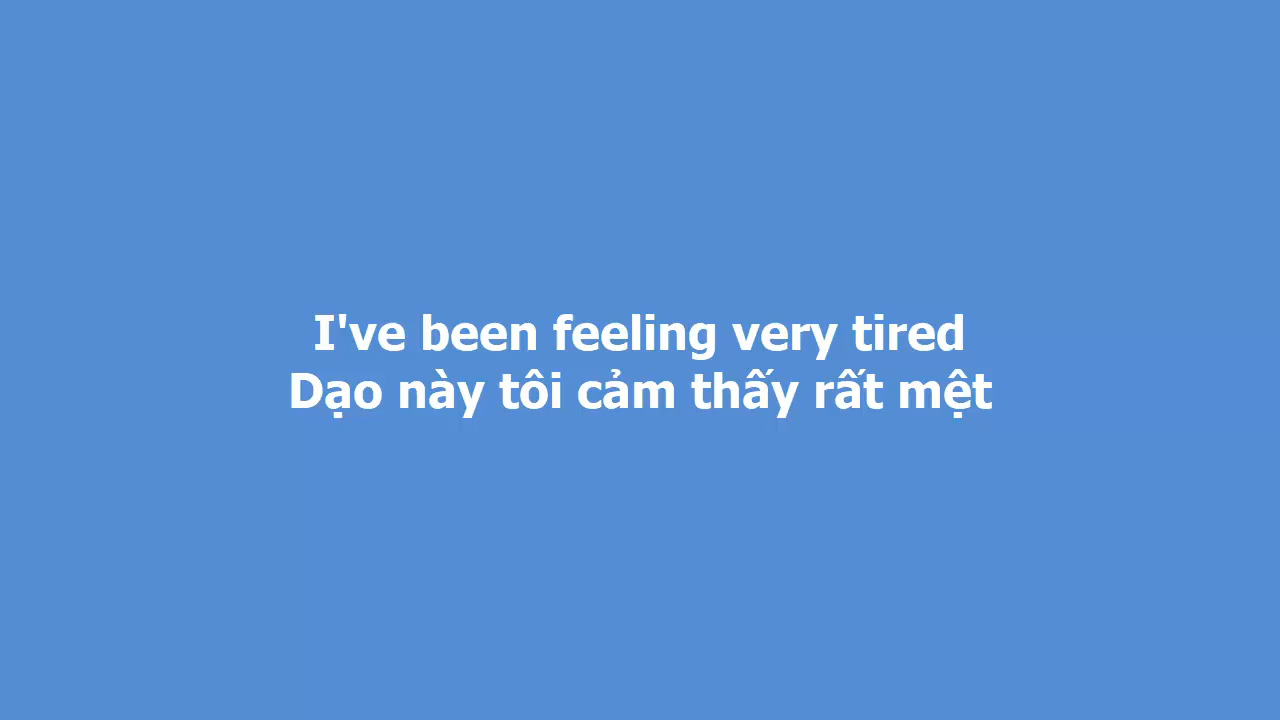 I've been feeling very tired
Dạo này tôi cảm thấy rất mệt